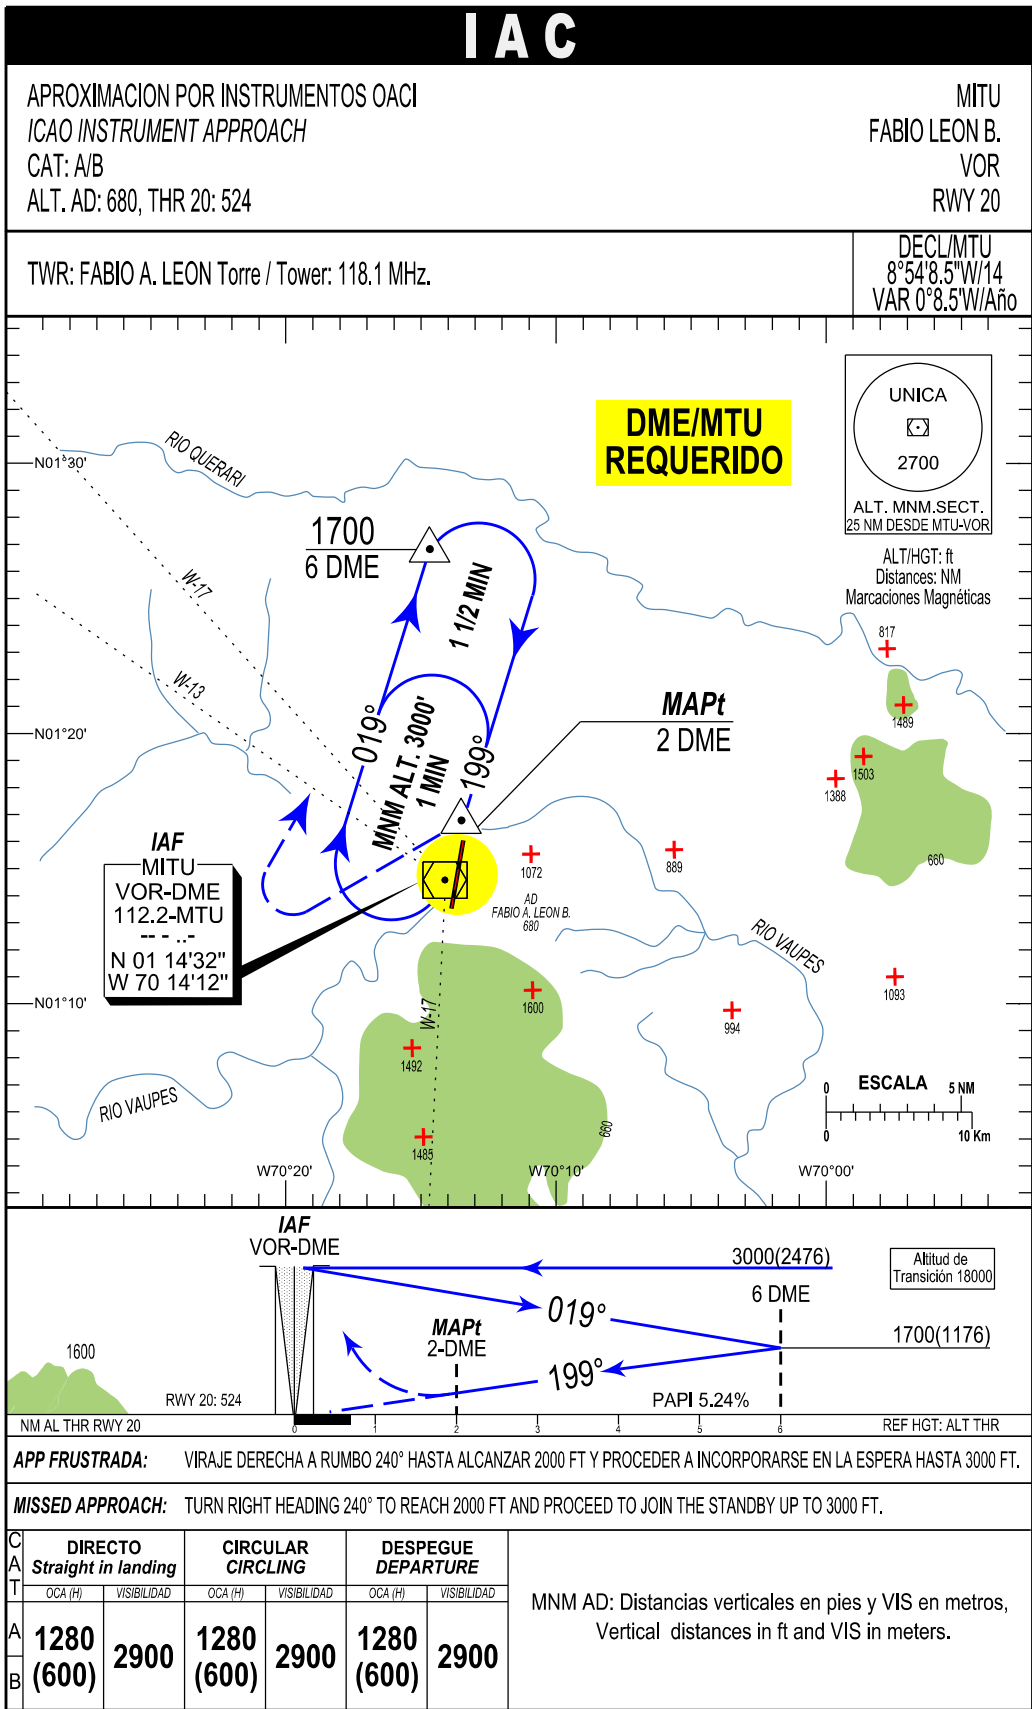 IAC
APROXIMACION POR INSTRUMENTOS OACI
ICAO INSTRUMENT APPROACH
CAT: A/B
ALT. AD: 680, THR 20: 524
MITU
FABIO LEON B.
VOR
RWY 20
TWR: FABIO A. LEON Torre / Tower: 118.1 MHz.
DECL/MTU
8°54'8.5"W/14
VAR 0°8.5'W/Año
DME/MTU
REQUERIDO
UNICA
2700
ALT. MNM.SECT.
25 NM DESDE MTU-VOR
ALT/HGT: ft
Distances: NM
Marcaciones Magnéticas
RIO QUERARI
N01°30'
1700
6 DME
1 1/2 MIN
W-17
W-13
817
1489
MAPt
2 DME
N01°20'
019°
199°
MNM ALT. 3000'
1 MIN
1503
1388
660
IAF
MITU
VOR-DME
112.2-MTU
-- - ..-
N 01 14'32"
W 70 14'12"
1072
889
AD
FABIO A. LEON B.
680
RIO VAUPES
N01°10'
W-17
1600
994
1093
1492
1485
RIO VAUPES
660
ESCALA
0
5 NM
0
10 Km
W70°20'
W70°10'
W70°00'
IAF
VOR-DME
3000(2476)
Altitud de
Transición 18000
6 DME
019°
MAPt
2-DME
1700(1176)
199°
1600
RWY 20: 524
PAPI 5.24%
NM AL THR RWY 20
0 1 2 3 4 5 6
REF HGT: ALT THR
APP FRUSTRADA: VIRAJE DERECHA A RUMBO 240° HASTA ALCANZAR 2000 FT Y PROCEDER A INCORPORARSE EN LA ESPERA HASTA 3000 FT.
MISSED APPROACH: TURN RIGHT HEADING 240° TO REACH 2000 FT AND PROCEED TO JOIN THE STANDBY UP TO 3000 FT.
CAT
DIRECTO
Straight in landing
CIRCULAR
CIRCLING
DESPEGUE
DEPARTURE
OCA (H) VISIBILIDAD OCA (H) VISIBILIDAD OCA (H) VISIBILIDAD
A
B
1280
(600)
2900
1280
(600)
2900
1280
(600)
2900
MNM AD: Distancias verticales en pies y VIS en metros,
Vertical distances in ft and VIS in meters.